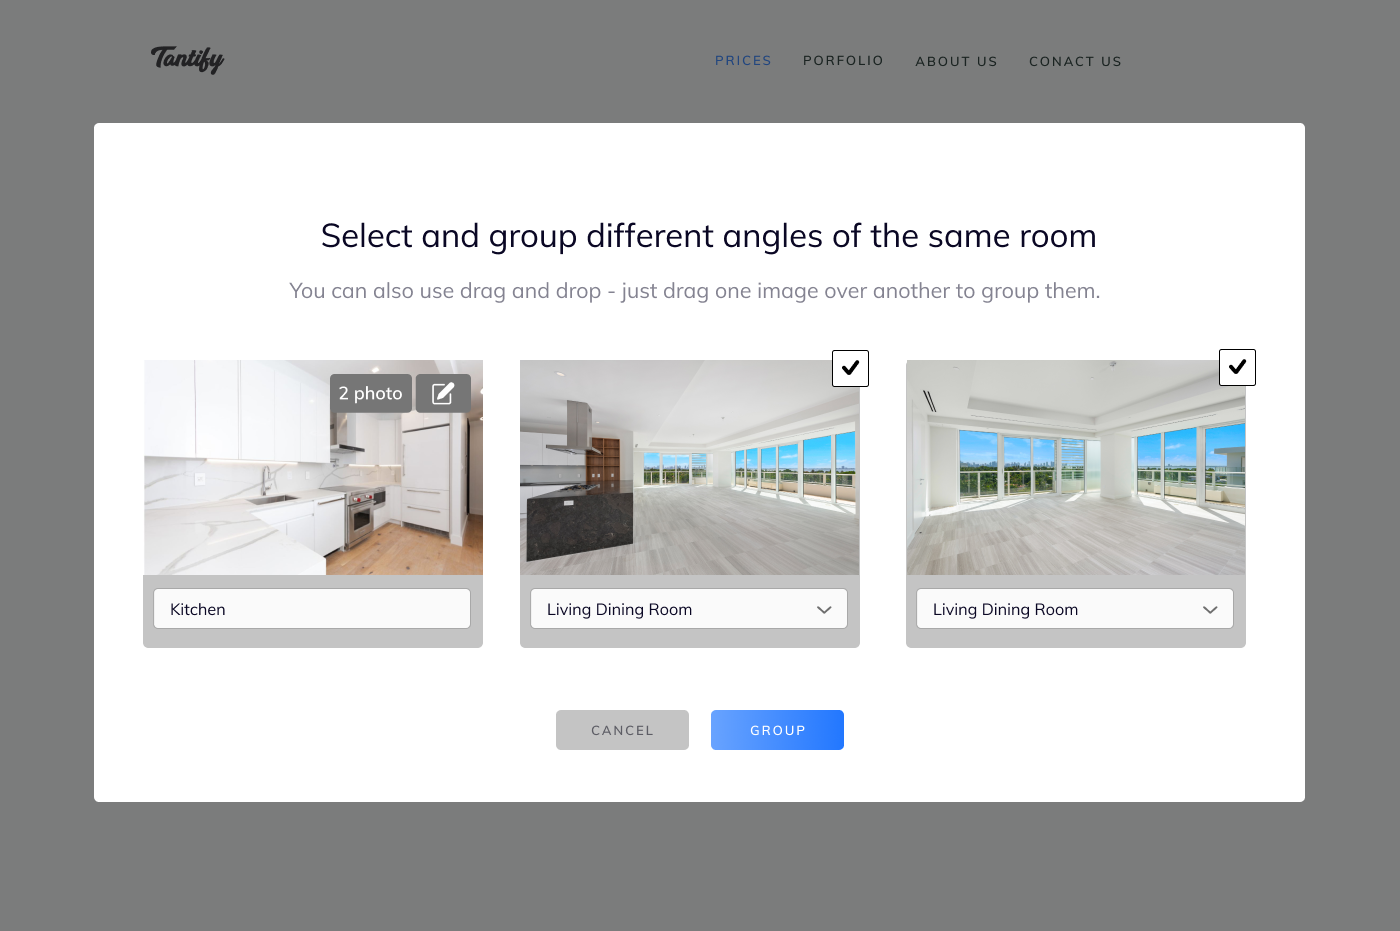 Tantify
PRICES PORFOLIO ABOUT US CONACT US
Select and group different angles of the same room
You can also use drag and drop - just drag one image over another to group them.
2 photo
Kitchen
Living Dining Room
Living Dining Room
CANCEL
GROUP